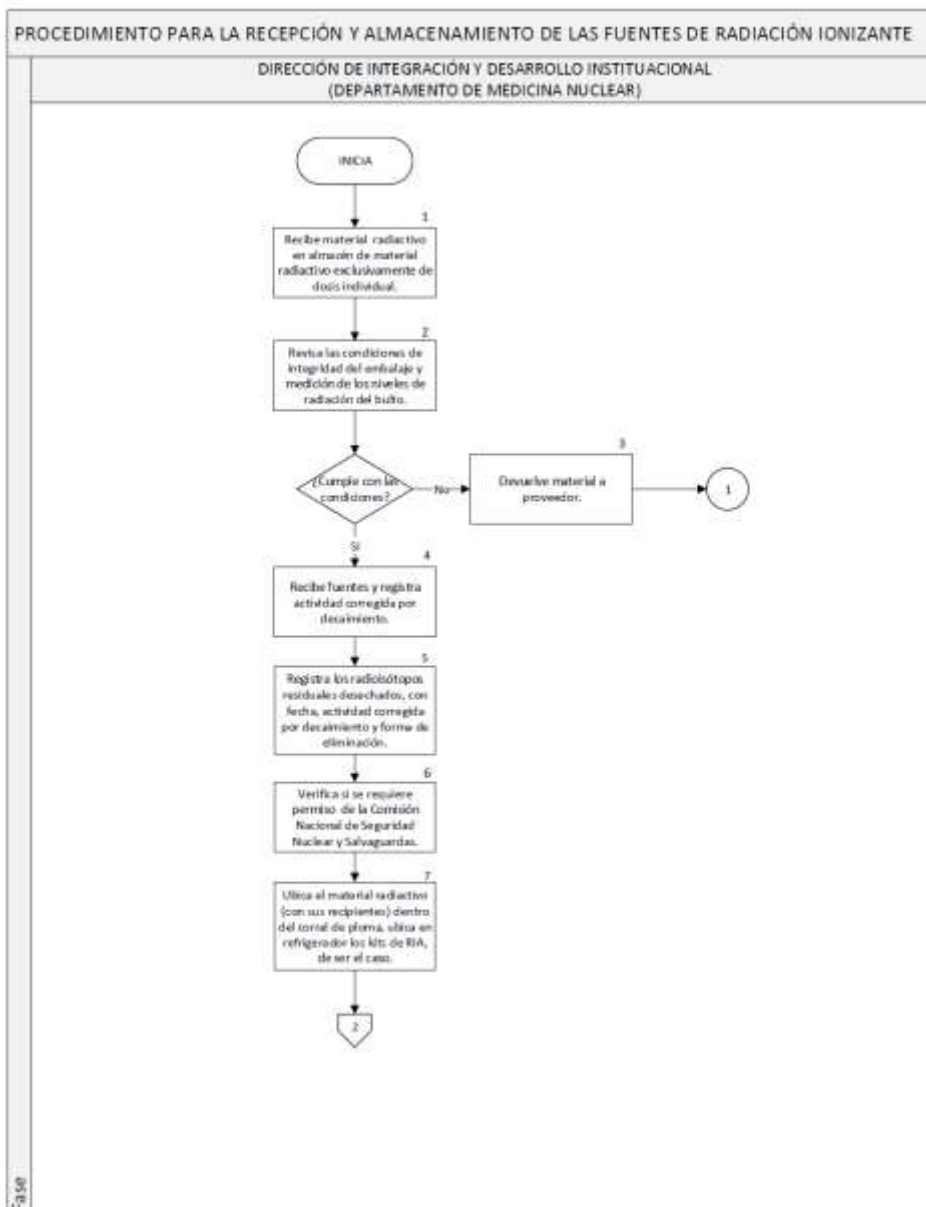 PROCEDIMIENTO PARA LA RECEPCIÓN Y ALMACENAMIENTO DE LAS FUENTES DE RADIACIÓN IONIZANTE
DIRECCIÓN DE INTEGRACIÓN Y DESARROLLO INSTITUCIONAL
(DEPARTAMENTO DE MEDICINA NUCLEAR)
INICIA
1
Recibe material radiactivo
en almacén de material
radiactivo exclusivamente de
dosis individual.
2
Revisa las condiciones de
integridad del embalaje y
medición de los niveles de
radiación del bulto.
¿Cumple con las
condiciones?
No
3
Devuelve material a
proveedor.
1
SI
4
Recibe fuentes y registra
actividad corregida por
decaimiento.
5
Registra los radioisótopos
residuales desechados, con
fecha, actividad corregida
por decaimiento y forma de
eliminación.
6
Verifica si se requiere
permiso de la Comisión
Nacional de Seguridad
Nuclear y Salvaguardas.
7
Ubica el material radiactivo
(con sus recipientes) dentro
del corral de ploma, ubica en
refrigerador los kits de RIA,
de ser el caso.
2
Fase